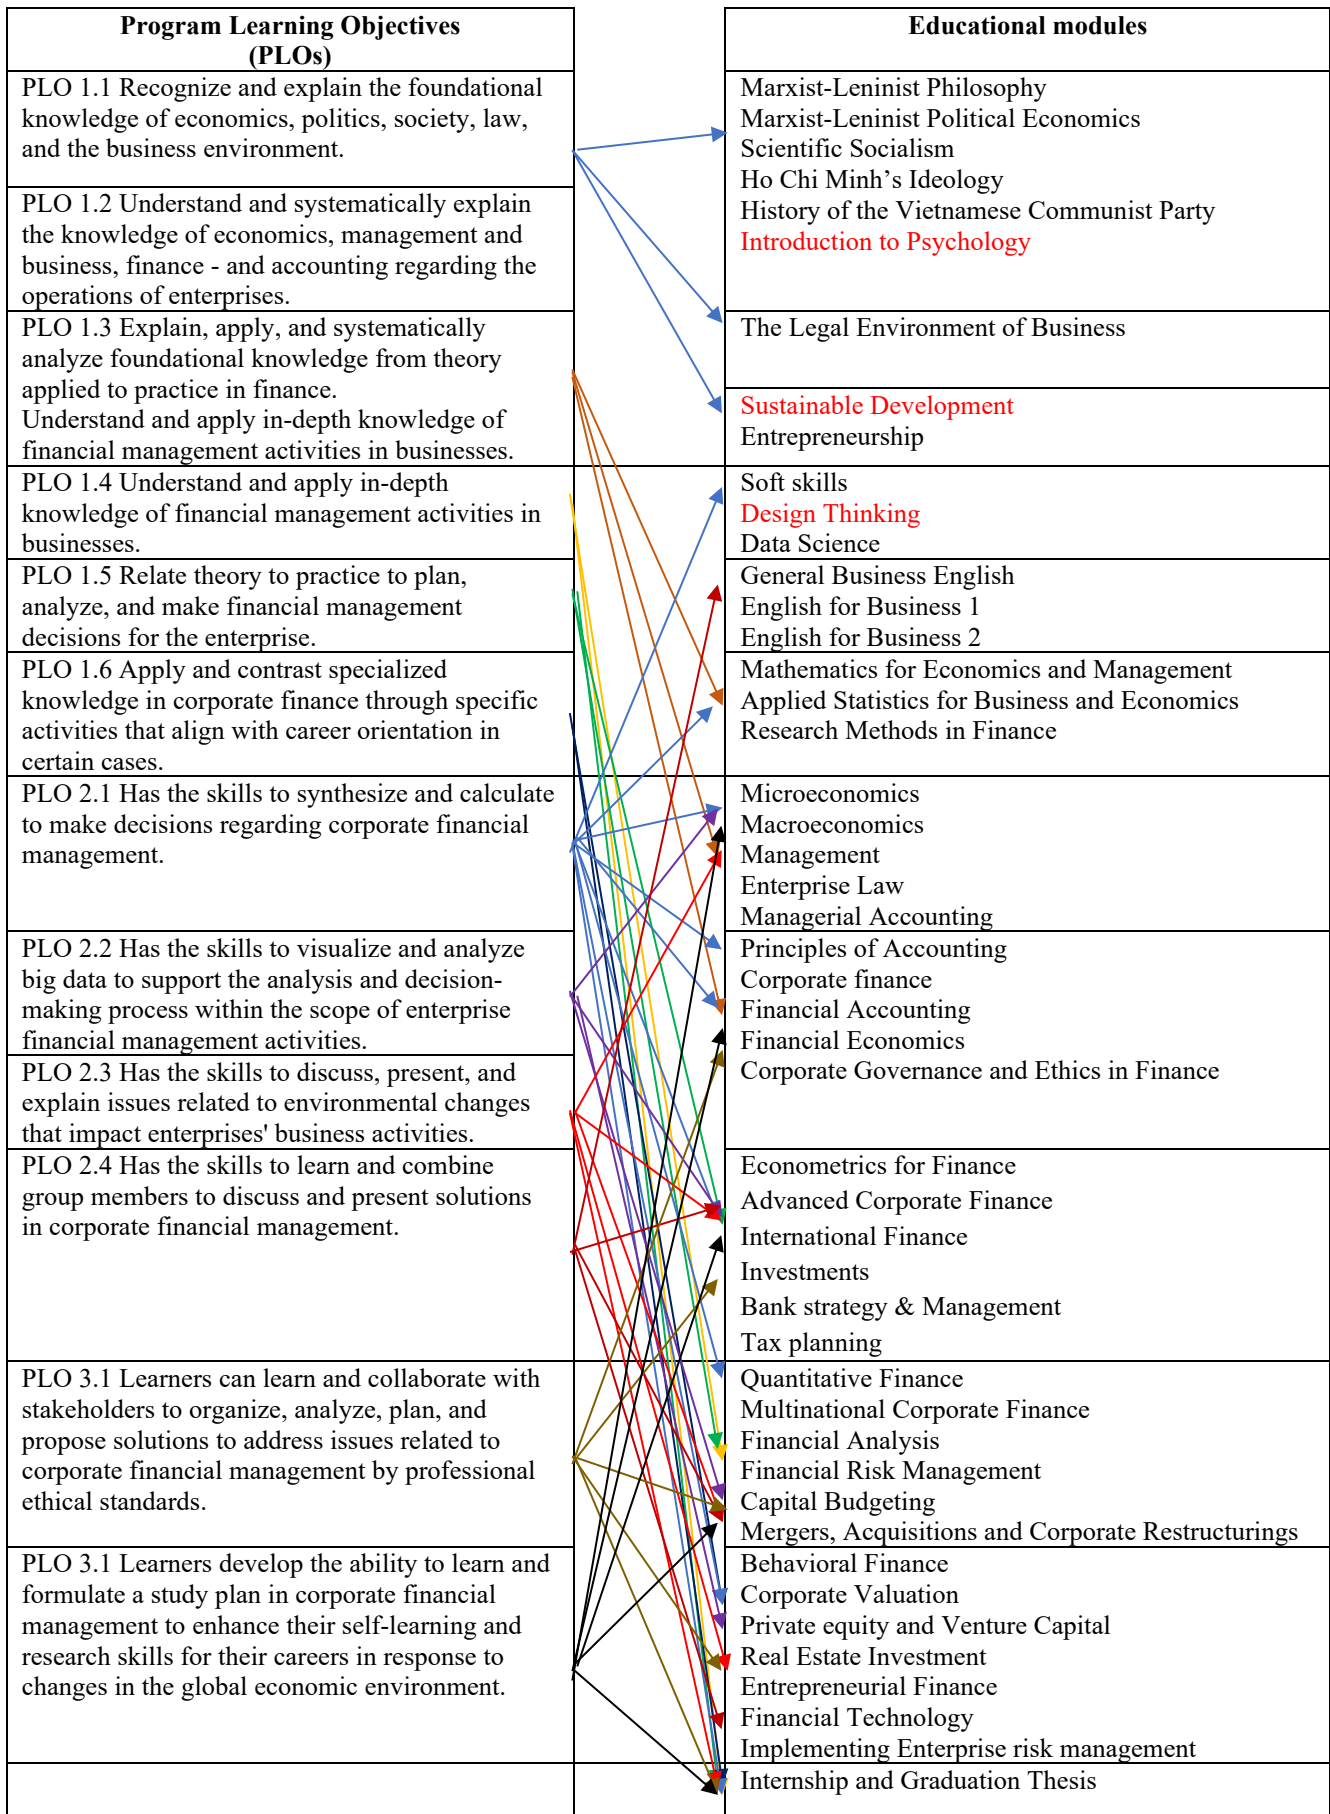 Program Learning Objectives
(PLOs)
PLO 1.1 Recognize and explain the foundational
knowledge of economics, politics, society, law,
and the business environment.
PLO 1.2 Understand and systematically explain
the knowledge of economics, management and
business, finance - and accounting regarding the
operations of enterprises.
PLO 1.3 Explain, apply, and systematically
analyze foundational knowledge from theory
applied to practice in finance.
Understand and apply in-depth knowledge of
financial management activities in businesses.
PLO 1.4 Understand and apply in-depth
knowledge of financial management activities in
businesses.
PLO 1.5 Relate theory to practice to plan,
analyze, and make financial management
decisions for the enterprise.
PLO 1.6 Apply and contrast specialized
knowledge in corporate finance through specific
activities that align with career orientation in
certain cases.
PLO 2.1 Has the skills to synthesize and calculate
to make decisions regarding corporate financial
management.
PLO 2.2 Has the skills to visualize and analyze
big data to support the analysis and decision-
making process within the scope of enterprise
financial management activities.
PLO 2.3 Has the skills to discuss, present, and
explain issues related to environmental changes
that impact enterprises' business activities.
PLO 2.4 Has the skills to learn and combine
group members to discuss and present solutions
in corporate financial management.
PLO 3.1 Learners can learn and collaborate with
stakeholders to organize, analyze, plan, and
propose solutions to address issues related to
corporate financial management by professional
ethical standards.
PLO 3.1 Learners develop the ability to learn and
formulate a study plan in corporate financial
management to enhance their self-learning and
research skills for their careers in response to
changes in the global economic environment.
Educational modules
Marxist-Leninist Philosophy
Marxist-Leninist Political Economics
Scientific Socialism
Ho Chi Minh’s Ideology
History of the Vietnamese Communist Party
Introduction to Psychology
The Legal Environment of Business
Sustainable Development
Entrepreneurship
Soft skills
Design Thinking
Data Science
General Business English
English for Business 1
English for Business 2
Mathematics for Economics and Management
Applied Statistics for Business and Economics
Research Methods in Finance
Microeconomics
Macroeconomics
Management
Enterprise Law
Managerial Accounting
Principles of Accounting
Corporate finance
Financial Accounting
Financial Economics
Corporate Governance and Ethics in Finance
Econometrics for Finance
Advanced Corporate Finance
International Finance
Investments
Bank strategy & Management
Tax planning
Quantitative Finance
Multinational Corporate Finance
Financial Analysis
Financial Risk Management
Capital Budgeting
Mergers, Acquisitions and Corporate Restructurings
Behavioral Finance
Corporate Valuation
Private equity and Venture Capital
Real Estate Investment
Entrepreneurial Finance
Financial Technology
Implementing Enterprise risk management
Internship and Graduation Thesis